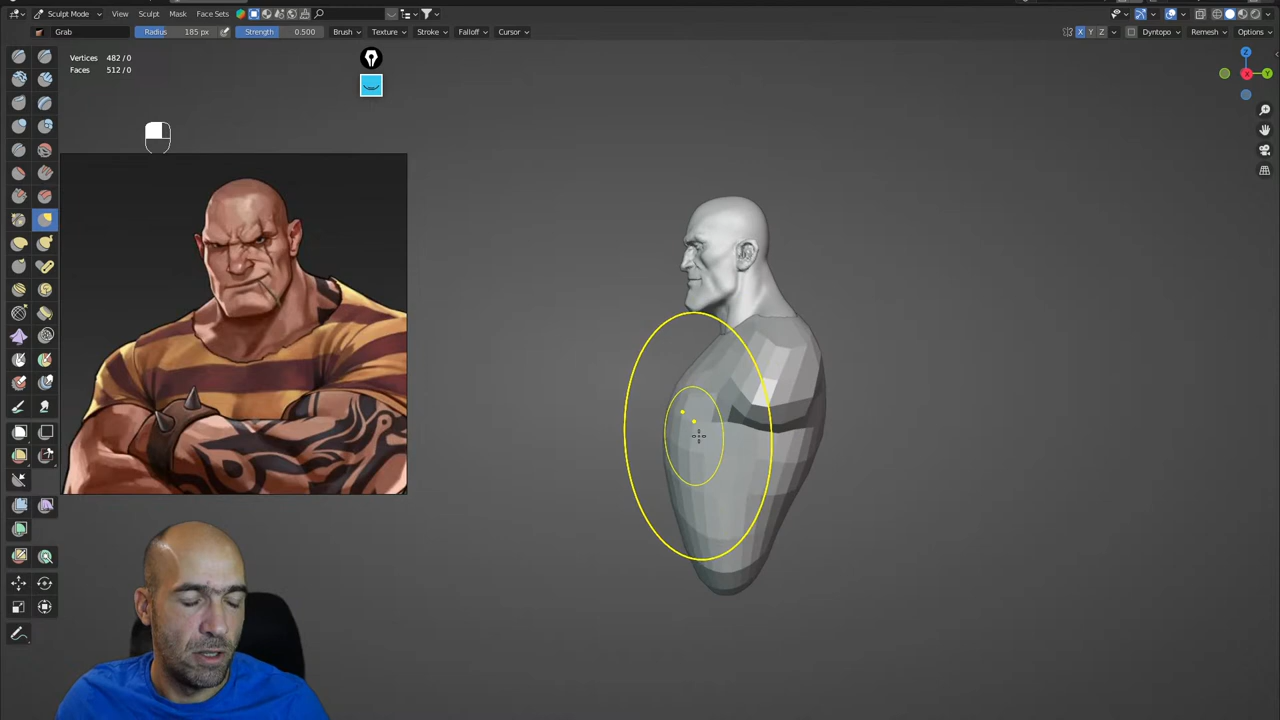 Sculpt Mode View Sculpt Mask Face Sets
Grab Radius 185 px Strength 0.500 Brush Texture Stroke Falloff Cursor X Y Z Dyntopo Remesh Options
Vertices 482/0
Faces 512/0
Z
X Y